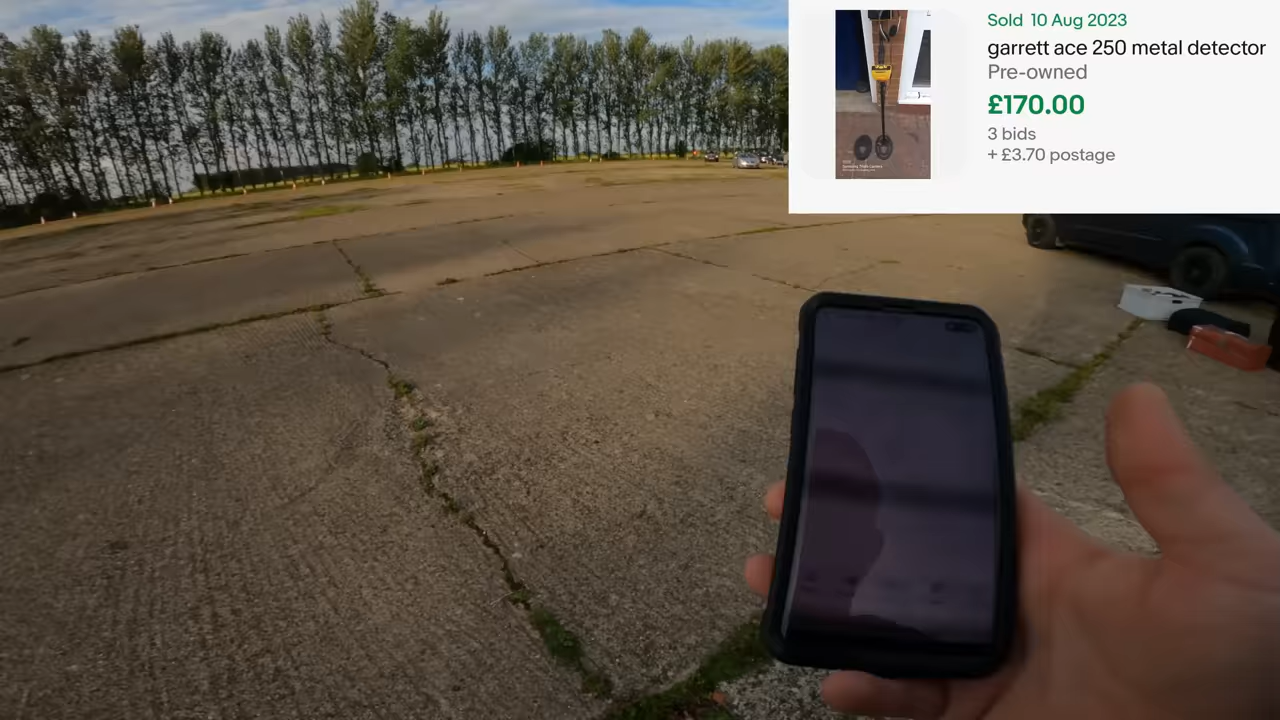 Sold 10 Aug 2023
garrett ace 250 metal detector
Pre-owned
£170.00
3 bids
+ £3.70 postage